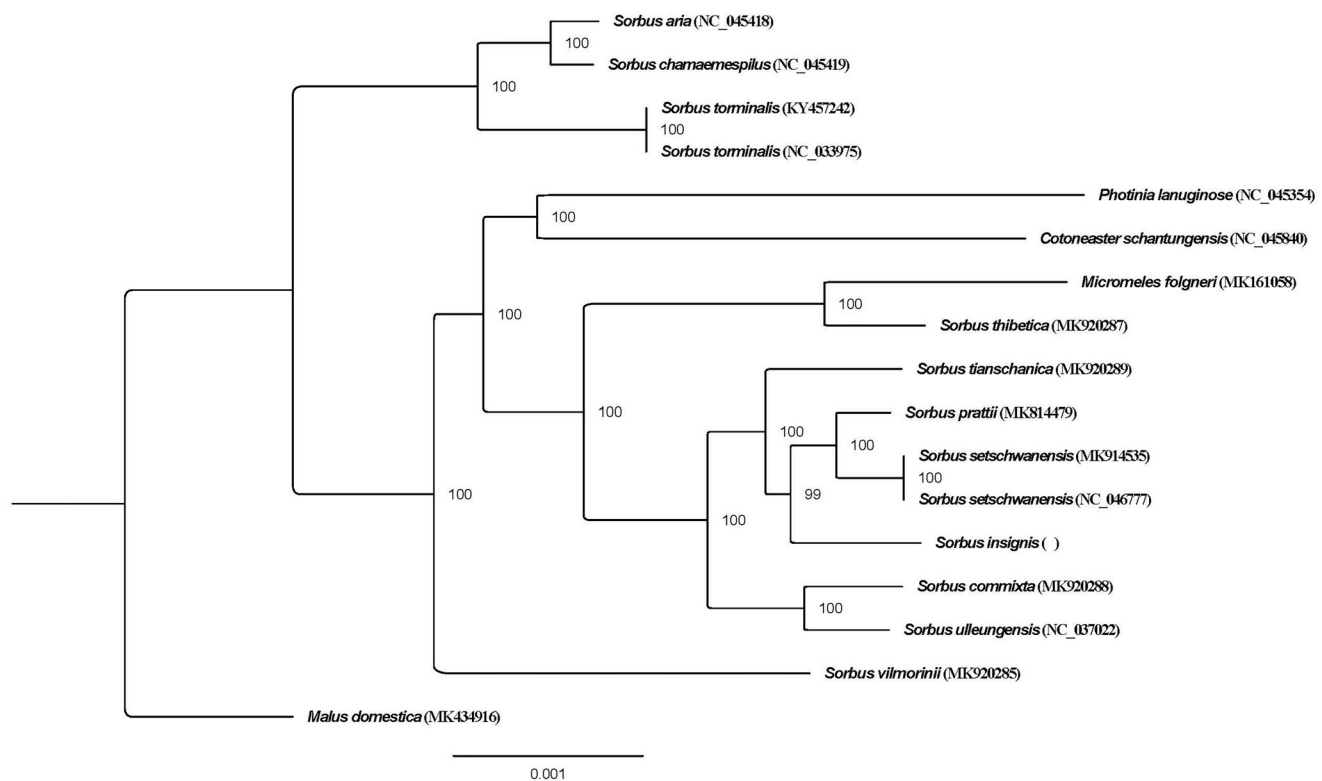 Sorbus aria (NC_045418)
100
Sorbus chamaemespilus (NC_045419)
100
Sorbus torminalis (KY457242)
100
Sorbus torminalis (NC_033975)
Photinia lanuginose (NC_045354)
100
Cotoneaster schantungensis (NC_045840)
Micromeles folgneri (MK161058)
100
100
Sorbus thibetica (MK920287)
Sorbus tianschanica (MK920289)
Sorbus prattii (MK814479)
100
100
100
Sorbus setschwanensis (MK914535)
100
100
99
Sorbus setschwanensis (NC_046777)
100
Sorbus insignis ( )
Sorbus commixta (MK920288)
100
Sorbus ulleungensis (NC_037022)
Sorbus vilmorinii (MK920285)
Malus domestica (MK434916)
0.001